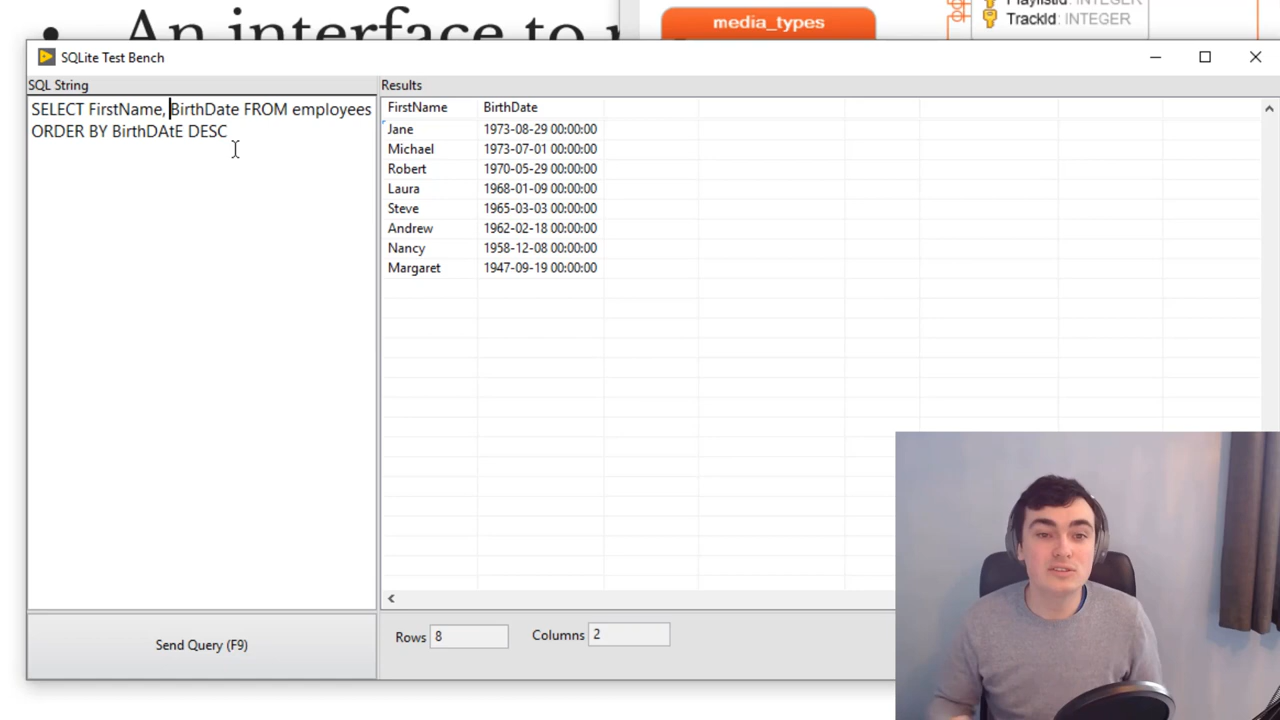 • An interface to
media_types
TrackId: INTEGER
SQLite Test Bench
SQL String
Results
SELECT FirstName, BirthDate FROM employees
ORDER BY BirthDAtE DESC
FirstName BirthDate
Jane 1973-08-29 00:00:00
Michael 1973-07-01 00:00:00
Robert 1970-05-29 00:00:00
Laura 1968-01-09 00:00:00
Steve 1965-03-03 00:00:00
Andrew 1962-02-18 00:00:00
Nancy 1958-12-08 00:00:00
Margaret 1947-09-19 00:00:00
Send Query (F9)
Rows 8 Columns 2